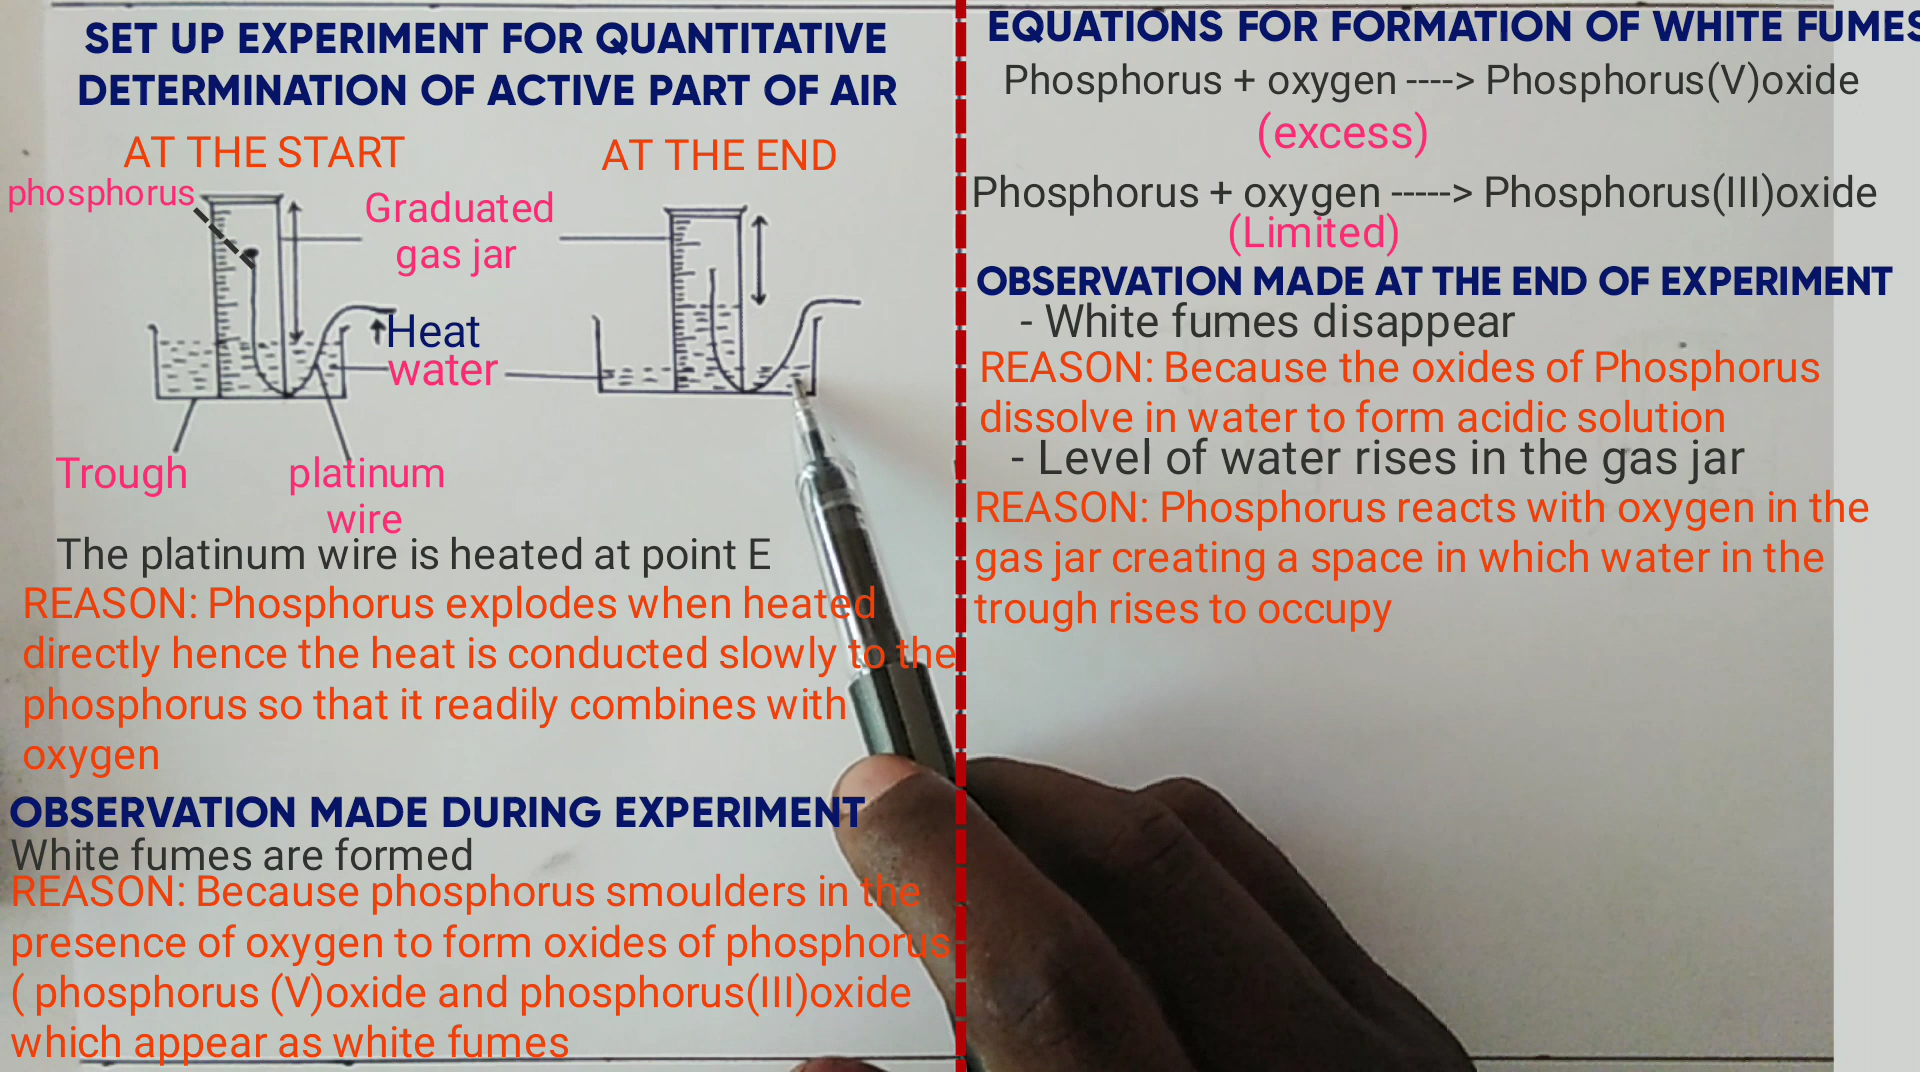 SET UP EXPERIMENT FOR QUANTITATIVE
DETERMINATION OF ACTIVE PART OF AIR
AT THE START
AT THE END
phosphorus
Graduated
gas jar
Heat
water
Trough
platinum
wire
The platinum wire is heated at point E
REASON: Phosphorus explodes when heated
directly hence the heat is conducted slowly to the
phosphorus so that it readily combines with
oxygen
OBSERVATION MADE DURING EXPERIMENT
White fumes are formed
REASON: Because phosphorus smoulders in the
presence of oxygen to form oxides of phosphorus
( phosphorus (V)oxide and phosphorus(III)oxide
which appear as white fumes
EQUATIONS FOR FORMATION OF WHITE FUMES
Phosphorus + oxygen ----> Phosphorus(V)oxide
(excess)
Phosphorus + oxygen -----> Phosphorus(III)oxide
(Limited)
OBSERVATION MADE AT THE END OF EXPERIMENT
- White fumes disappear
REASON: Because the oxides of Phosphorus
dissolve in water to form acidic solution
- Level of water rises in the gas jar
REASON: Phosphorus reacts with oxygen in the
gas jar creating a space in which water in the
trough rises to occupy